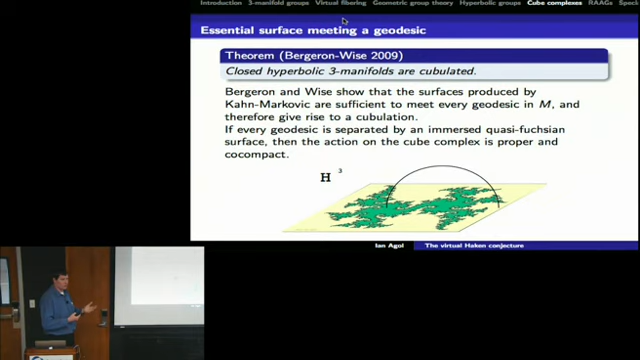 Introduction 3-manifold groups Virtual fibering Geometric group theory Hyperbolic groups Cube complexes RAAGs Speci
Essential surface meeting a geodesic
Theorem (Bergeron-Wise 2009)
Closed hyperbolic 3-manifolds are cubulated.
Bergeron and Wise show that the surfaces produced by
Kahn-Markovic are sufficient to meet every geodesic in M, and
therefore give rise to a cubulation.
If every geodesic is separated by an immersed quasi-fuchsian
surface, then the action on the cube complex is proper and
cocompact.
H 3
Ian Agol The virtual Haken conjecture